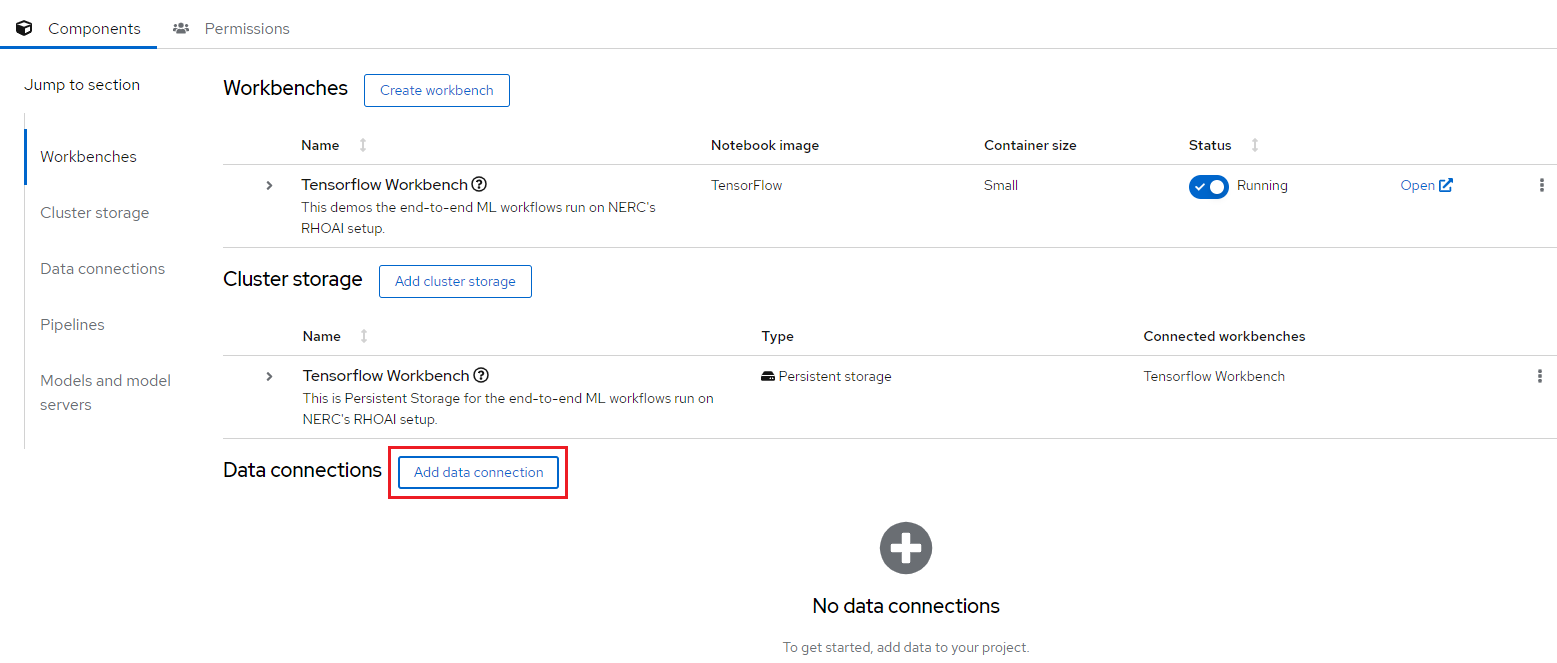 Components Permissions
Jump to section
Workbenches
Cluster storage
Data connections
Pipelines
Models and model
servers
Workbenches Create workbench
Name Notebook image Container size Status
Tensorflow Workbench TensorFlow Small Running Open
This demos the end-to-end ML workflows run on NERC's
RHOAI setup.
Cluster storage Add cluster storage
Name Type Connected workbenches
Tensorflow Workbench Persistent storage Tensorflow Workbench
This is Persistent Storage for the end-to-end ML workflows run on
NERC's RHOAI setup.
Data connections Add data connection
No data connections
To get started, add data to your project.